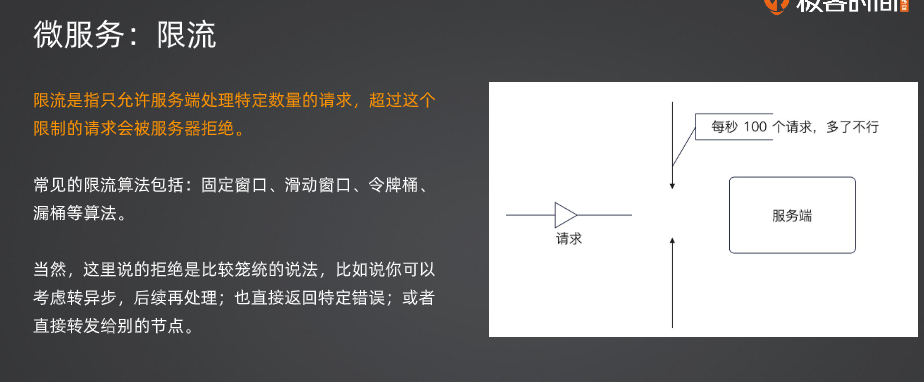 极客时间
微服务：限流
限流是指只允许服务端处理特定数量的请求，超过这个
限制的请求会被服务器拒绝。
常见的限流算法包括：固定窗口、滑动窗口、令牌桶、
漏桶等算法。
当然，这里说的拒绝是比较笼统的说法，比如说你可以
考虑转异步，后续再处理；也直接返回特定错误；或者
直接转发给别的节点。
每秒 100 个请求，多了不行
服务端
请求